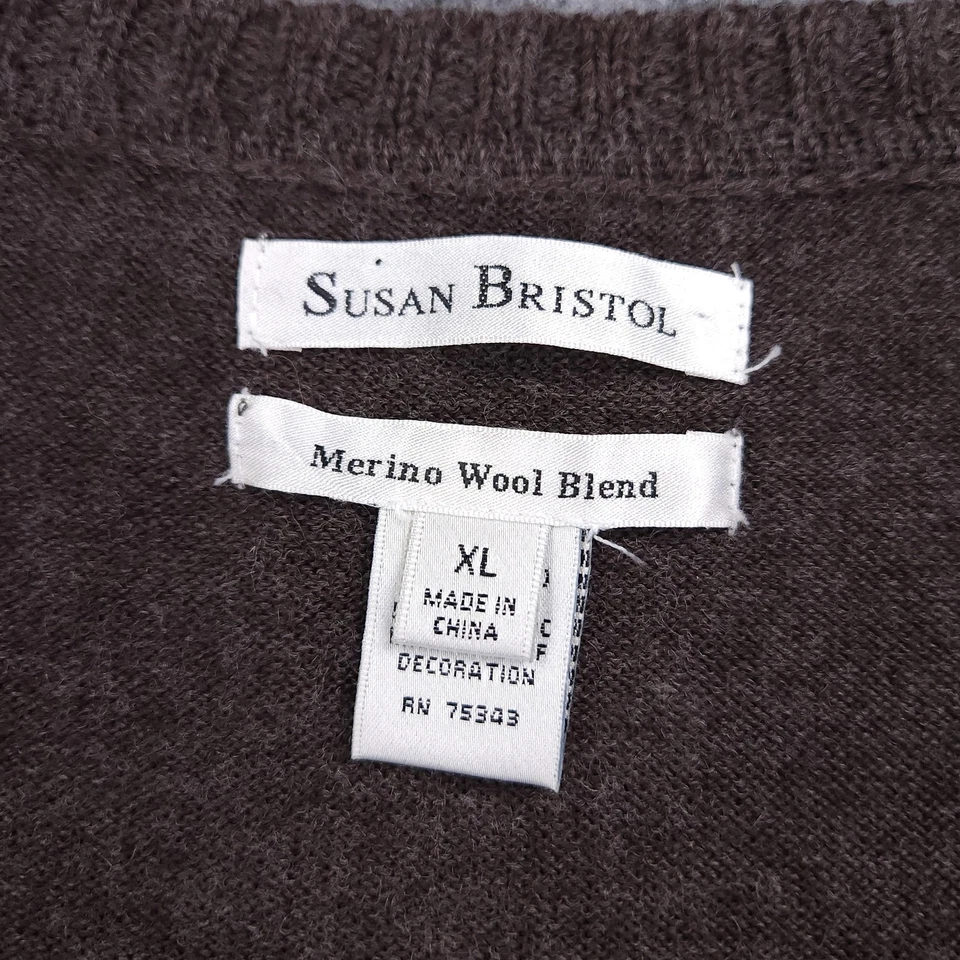 SUSAN BRISTOL
Merino Wool Blend
XL
MADE IN
CHINA
DECORATION
RN 75343